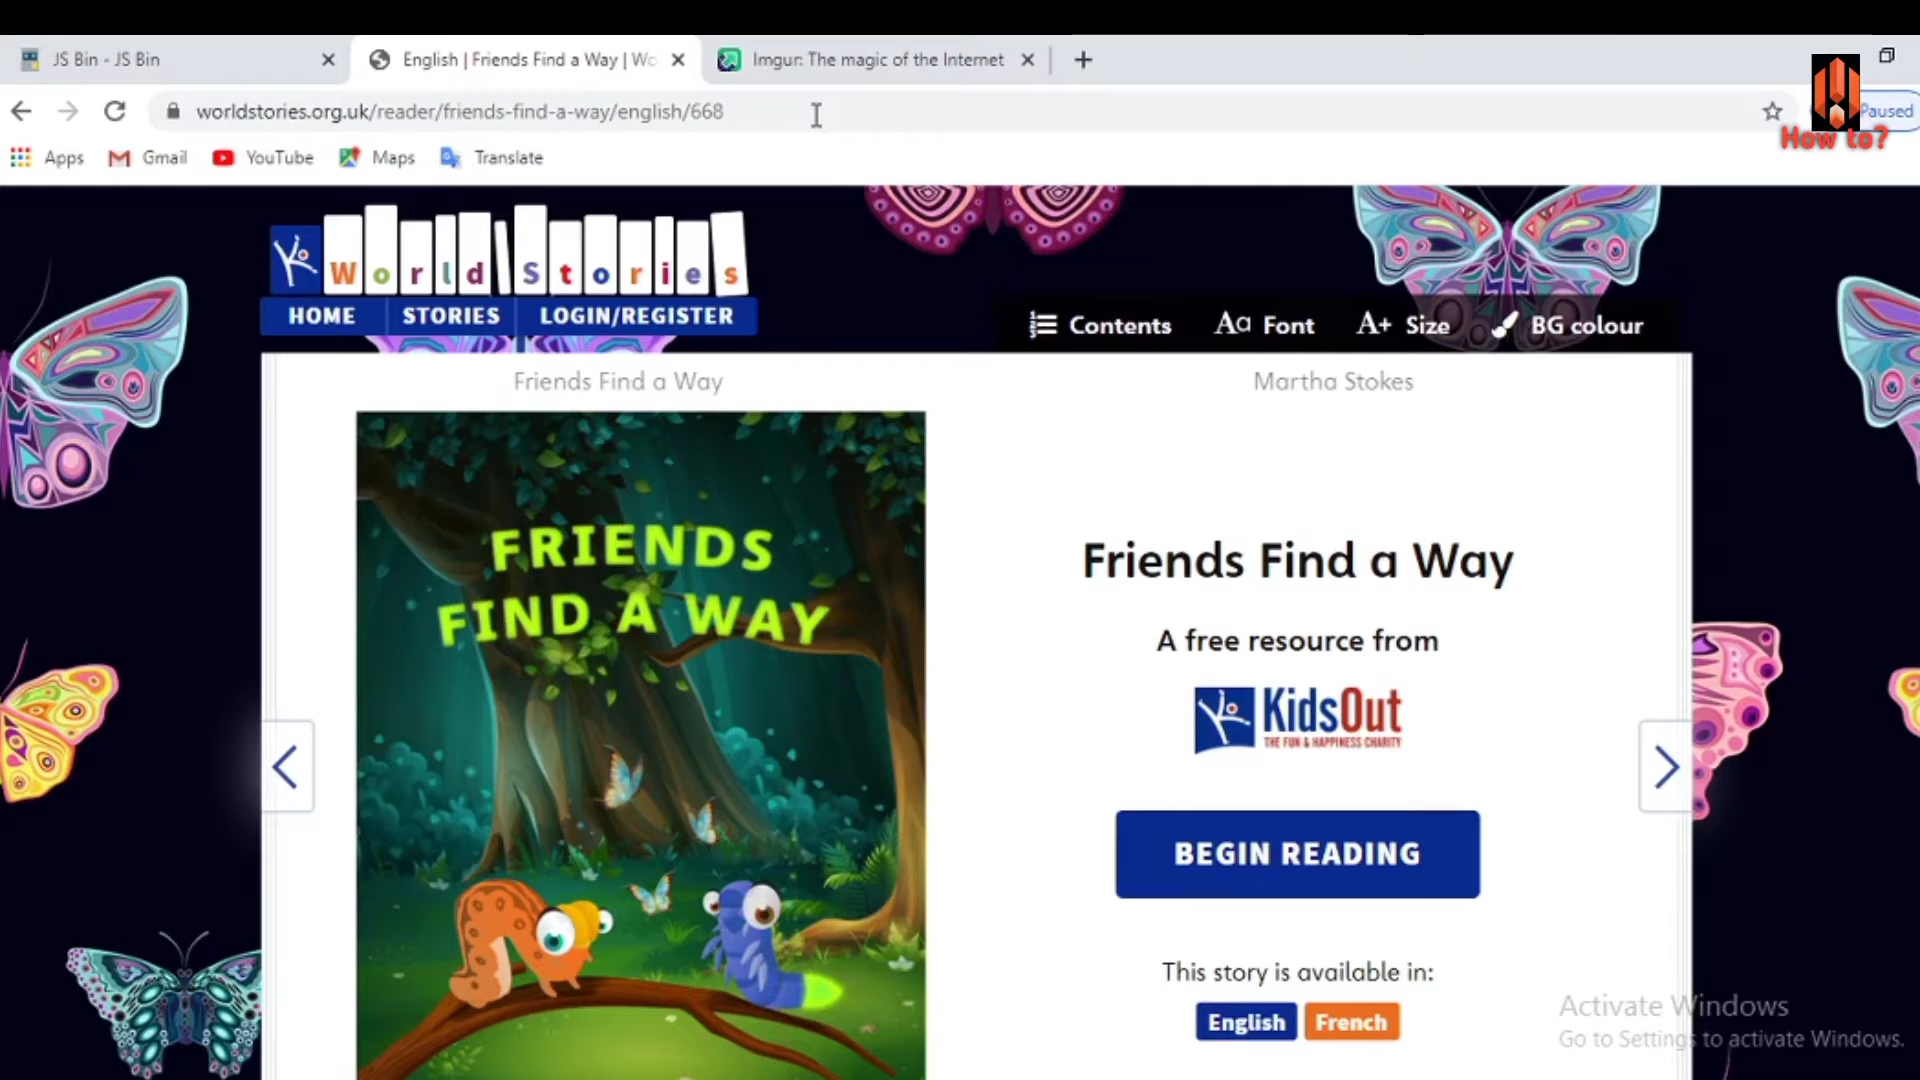 JS Bin - JS Bin
English | Friends Find a Way | Wo
Imgur: The magic of the Internet
worldstories.org.uk/reader/friends-find-a-way/english/668
Paused
How to?
Apps
Gmail
YouTube
Maps
Translate
World Stories
HOME
STORIES
LOGIN/REGISTER
Contents
Aa Font
A+ Size
BG colour
Friends Find a Way
Martha Stokes
FRIENDS
FIND A WAY
Friends Find a Way
A free resource from
KidsOut
THE FUN & HAPPINESS CHARITY
BEGIN READING
This story is available in:
English
French
Activate Windows
Go to Settings to activate Windows.